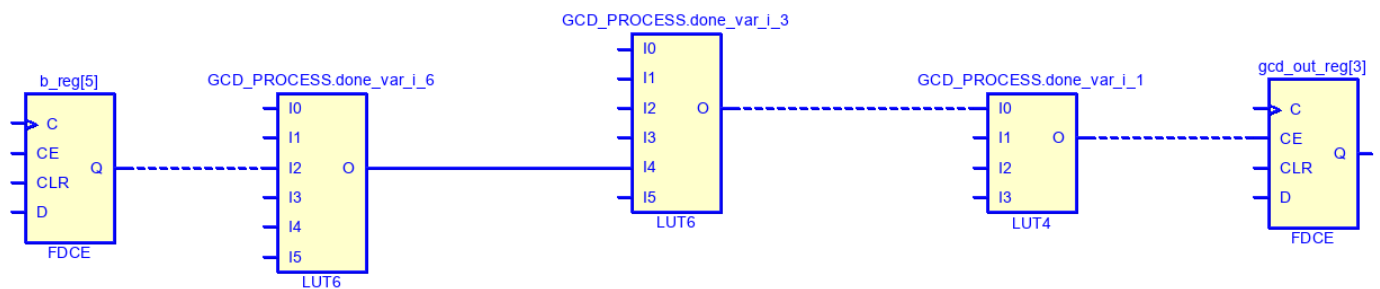 b_reg[5]
C
CE
CLR
D
Q
FDCE
GCD_PROCESS.done_var_i_6
I0
I1
I2
I3
I4
I5
O
LUT6
GCD_PROCESS.done_var_i_3
I0
I1
I2
I3
I4
I5
O
LUT6
GCD_PROCESS.done_var_i_1
I0
I1
I2
I3
O
LUT4
gcd_out_reg[3]
C
CE
CLR
D
Q
FDCE